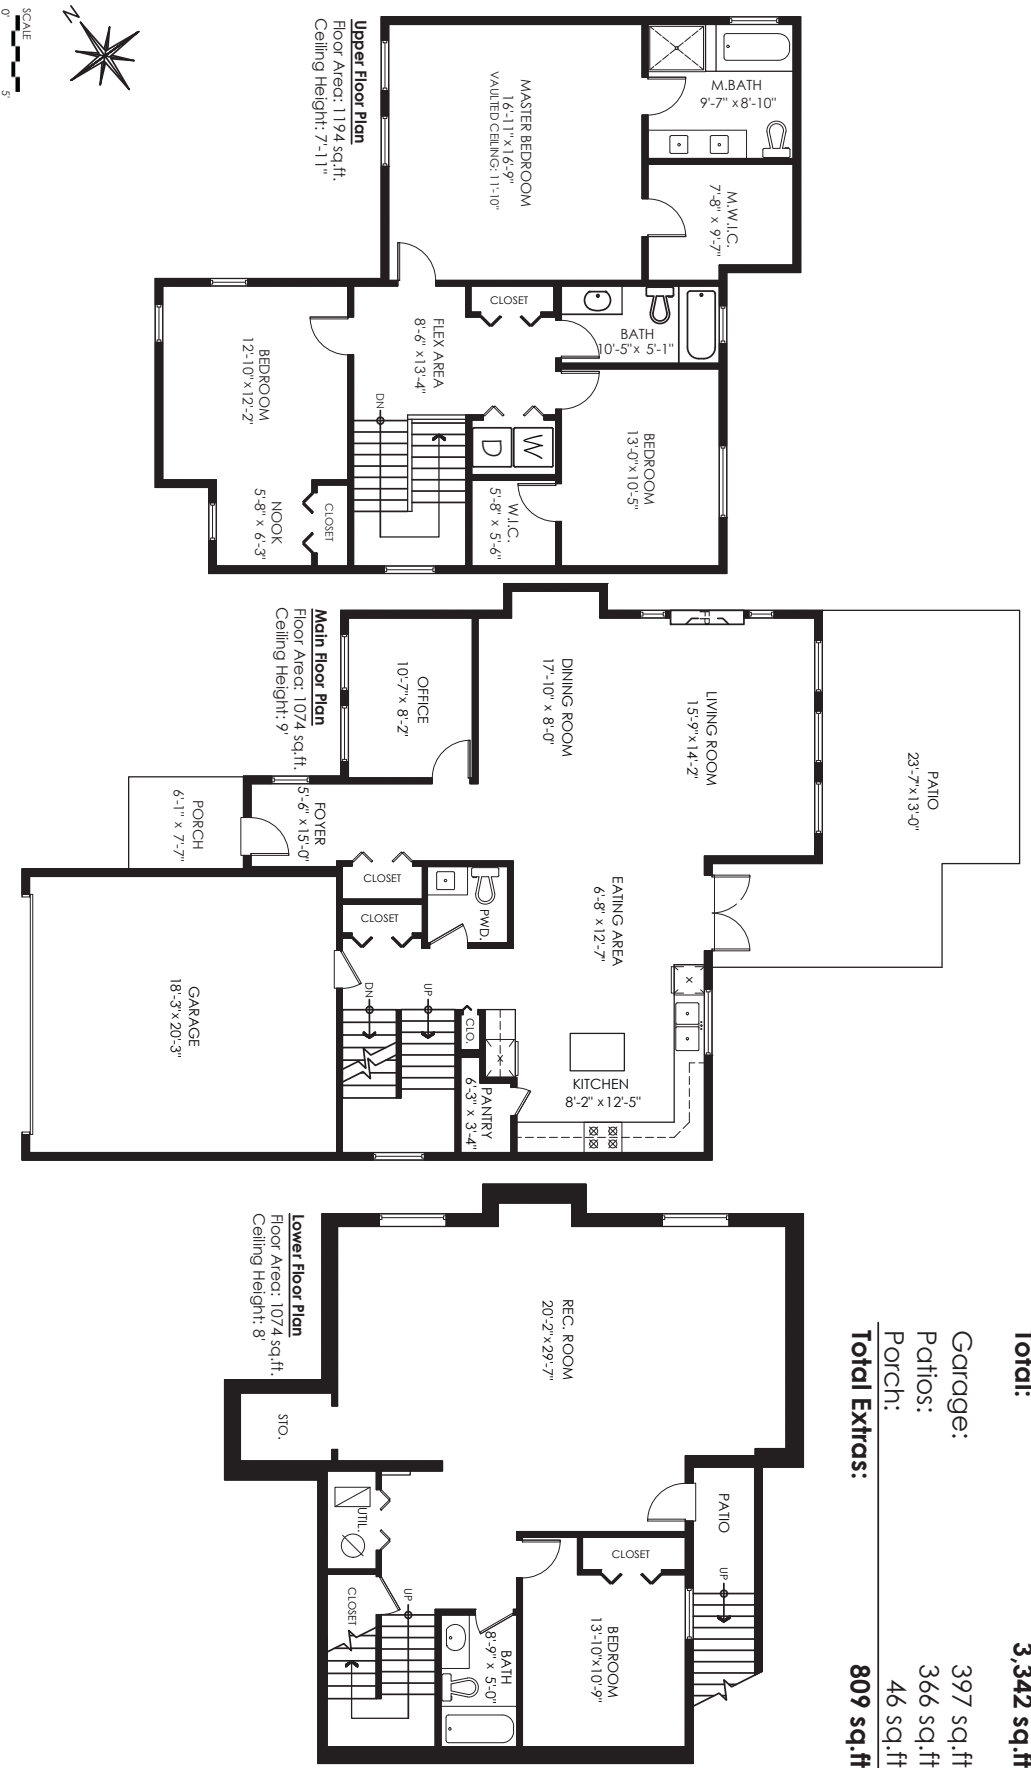 Total: 3,342 sq.ft
Garage: 397 sq.ft
Patios: 366 sq.ft
Porch: 46 sq.ft
Total Extras: 809 sq.ft
Upper Floor Plan
Floor Area: 1194 sq.ft.
Ceiling Height: 7'-11"
MASTER BEDROOM
16'-11" x 16'-9"
VAULTED CEILING: 11'-10"
M.BATH
9'-7" x 8'-10"
M.W.I.C.
7'-8" x 9'-7"
CLOSET
BATH
10'-5" x 5'-1"
FLEX AREA
8'-6" x 13'-4"
BEDROOM
12'-10" x 12'-2"
DN
D
W
BEDROOM
13'-0" x 10'-5"
W.I.C.
5'-8" x 5'-6"
NOOK
5'-8" x 6'-3"
CLOSET
Main Floor Plan
Floor Area: 1074 sq.ft.
Ceiling Height: 9'
PATIO
23'-7" x 13'-0"
LIVING ROOM
15'-9" x 14'-2"
FP
DINING ROOM
17'-10" x 8'-0"
OFFICE
10'-7" x 8'-2"
FOYER
5'-6" x 15'-0"
PORCH
6'-1" x 7'-7"
CLOSET
CLOSET
PWD.
EATING AREA
6'-8" x 12'-7"
GARAGE
18'-3" x 20'-3"
DN
UP
CLO.
X
X
KITCHEN
8'-2" x 12'-5"
PANTRY
6'-3" x 3'-4"
Lower Floor Plan
Floor Area: 1074 sq.ft.
Ceiling Height: 8'
REC. ROOM
20'-2" x 29'-7"
STO.
UTIL.
CLOSET
UP
PATIO
UP
CLOSET
BEDROOM
13'-10" x 10'-9"
BATH
8'-9" x 5'-0"
N
SCALE
0' 5'